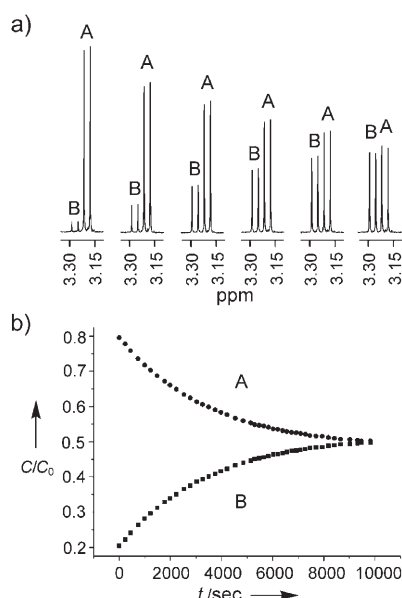 a)
A
A
A
A
A
B A
B
B
B
B
B
3.30 3.15 3.30 3.15 3.30 3.15 3.30 3.15 3.30 3.15 3.30 3.15
ppm
b)
0.8
0.7
0.6
0.5
0.4
0.3
0.2
C/C0
A
B
0 2000 4000 6000 8000 10000
t/sec